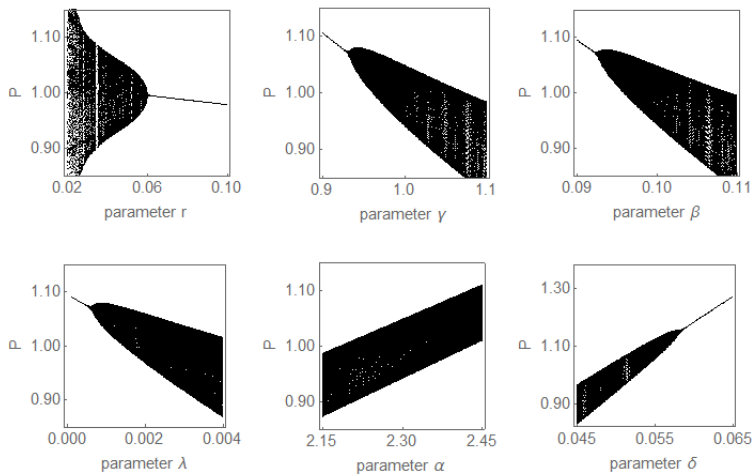 1.10
1.00
0.90
P
0.02 0.06 0.10
parameter r
1.10
1.00
0.90
P
0.9 1.0 1.1
parameter γ
1.10
1.00
0.90
P
0.09 0.10 0.11
parameter β
1.10
1.00
0.90
P
0.000 0.002 0.004
parameter λ
1.10
1.00
0.90
P
2.15 2.30 2.45
parameter α
1.30
1.10
0.90
P
0.045 0.055 0.065
parameter δ